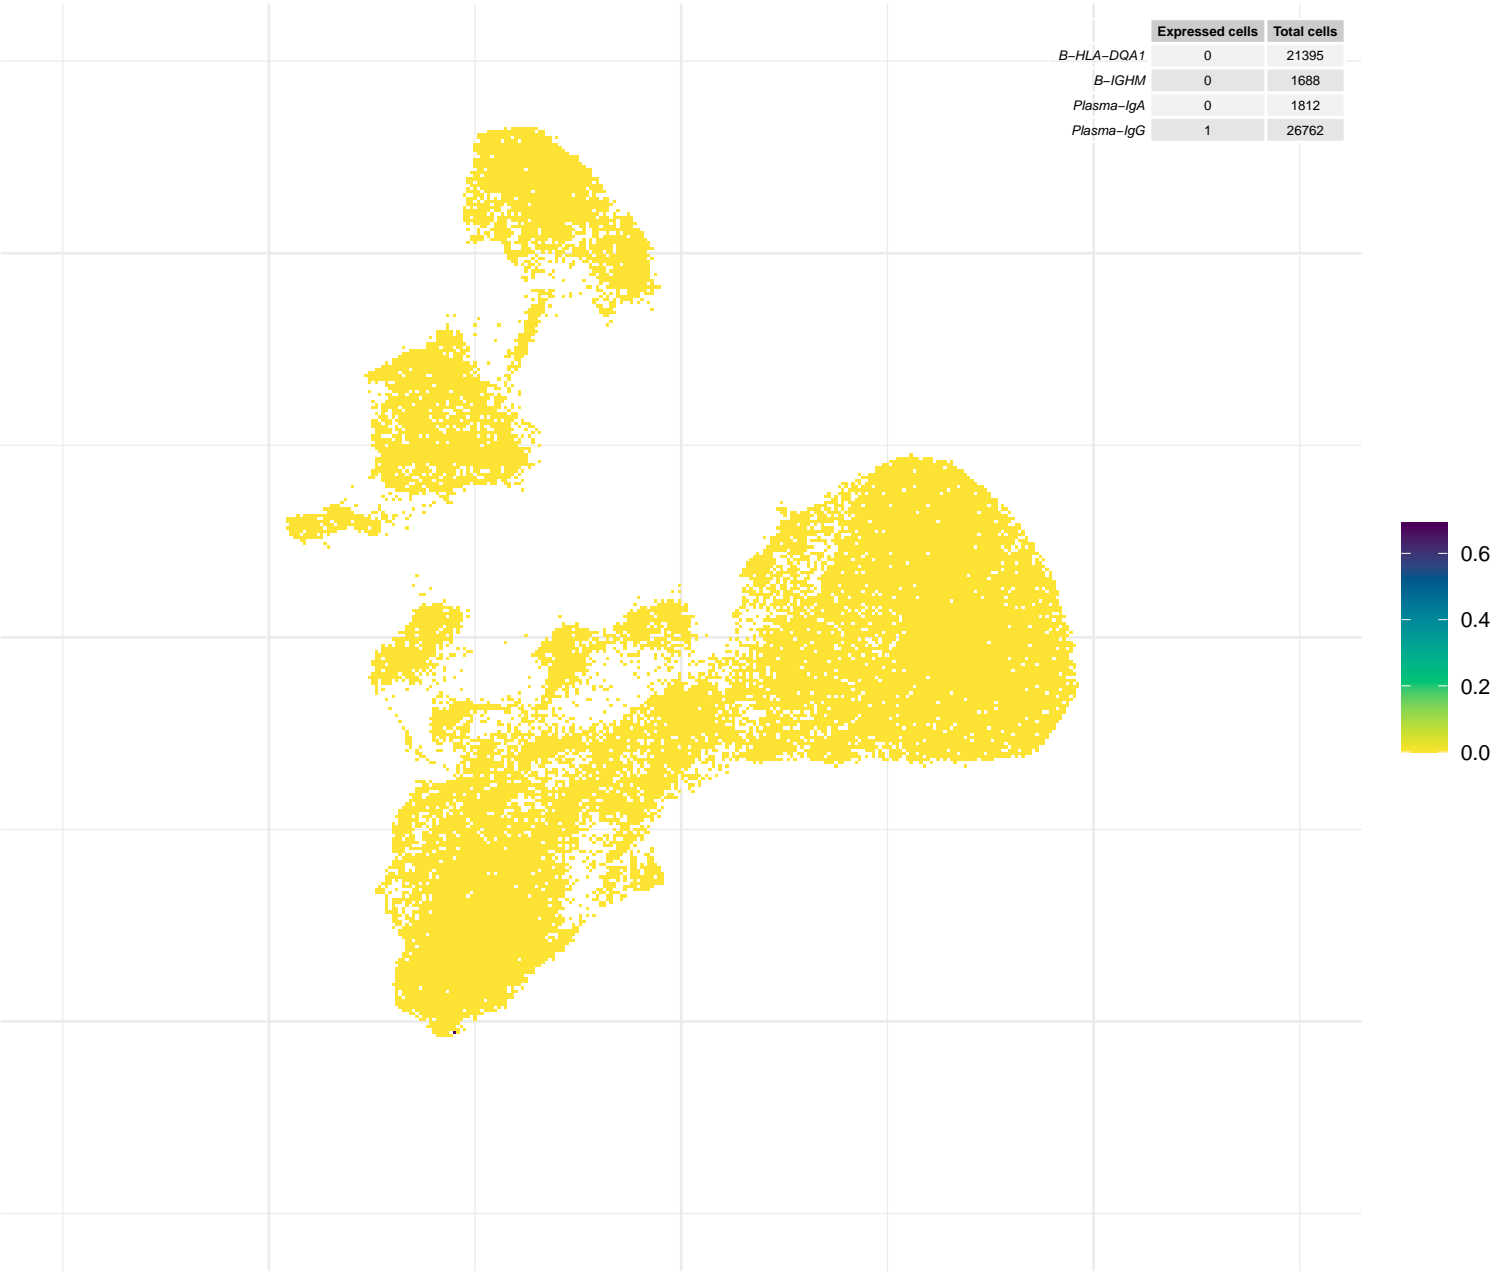 Expressed cells Total cells
B−HLA−DQA1 0 21395
B−IGHM 0 1688
Plasma−IgA 0 1812
Plasma−IgG 1 26762
0.6
0.4
0.2
0.0